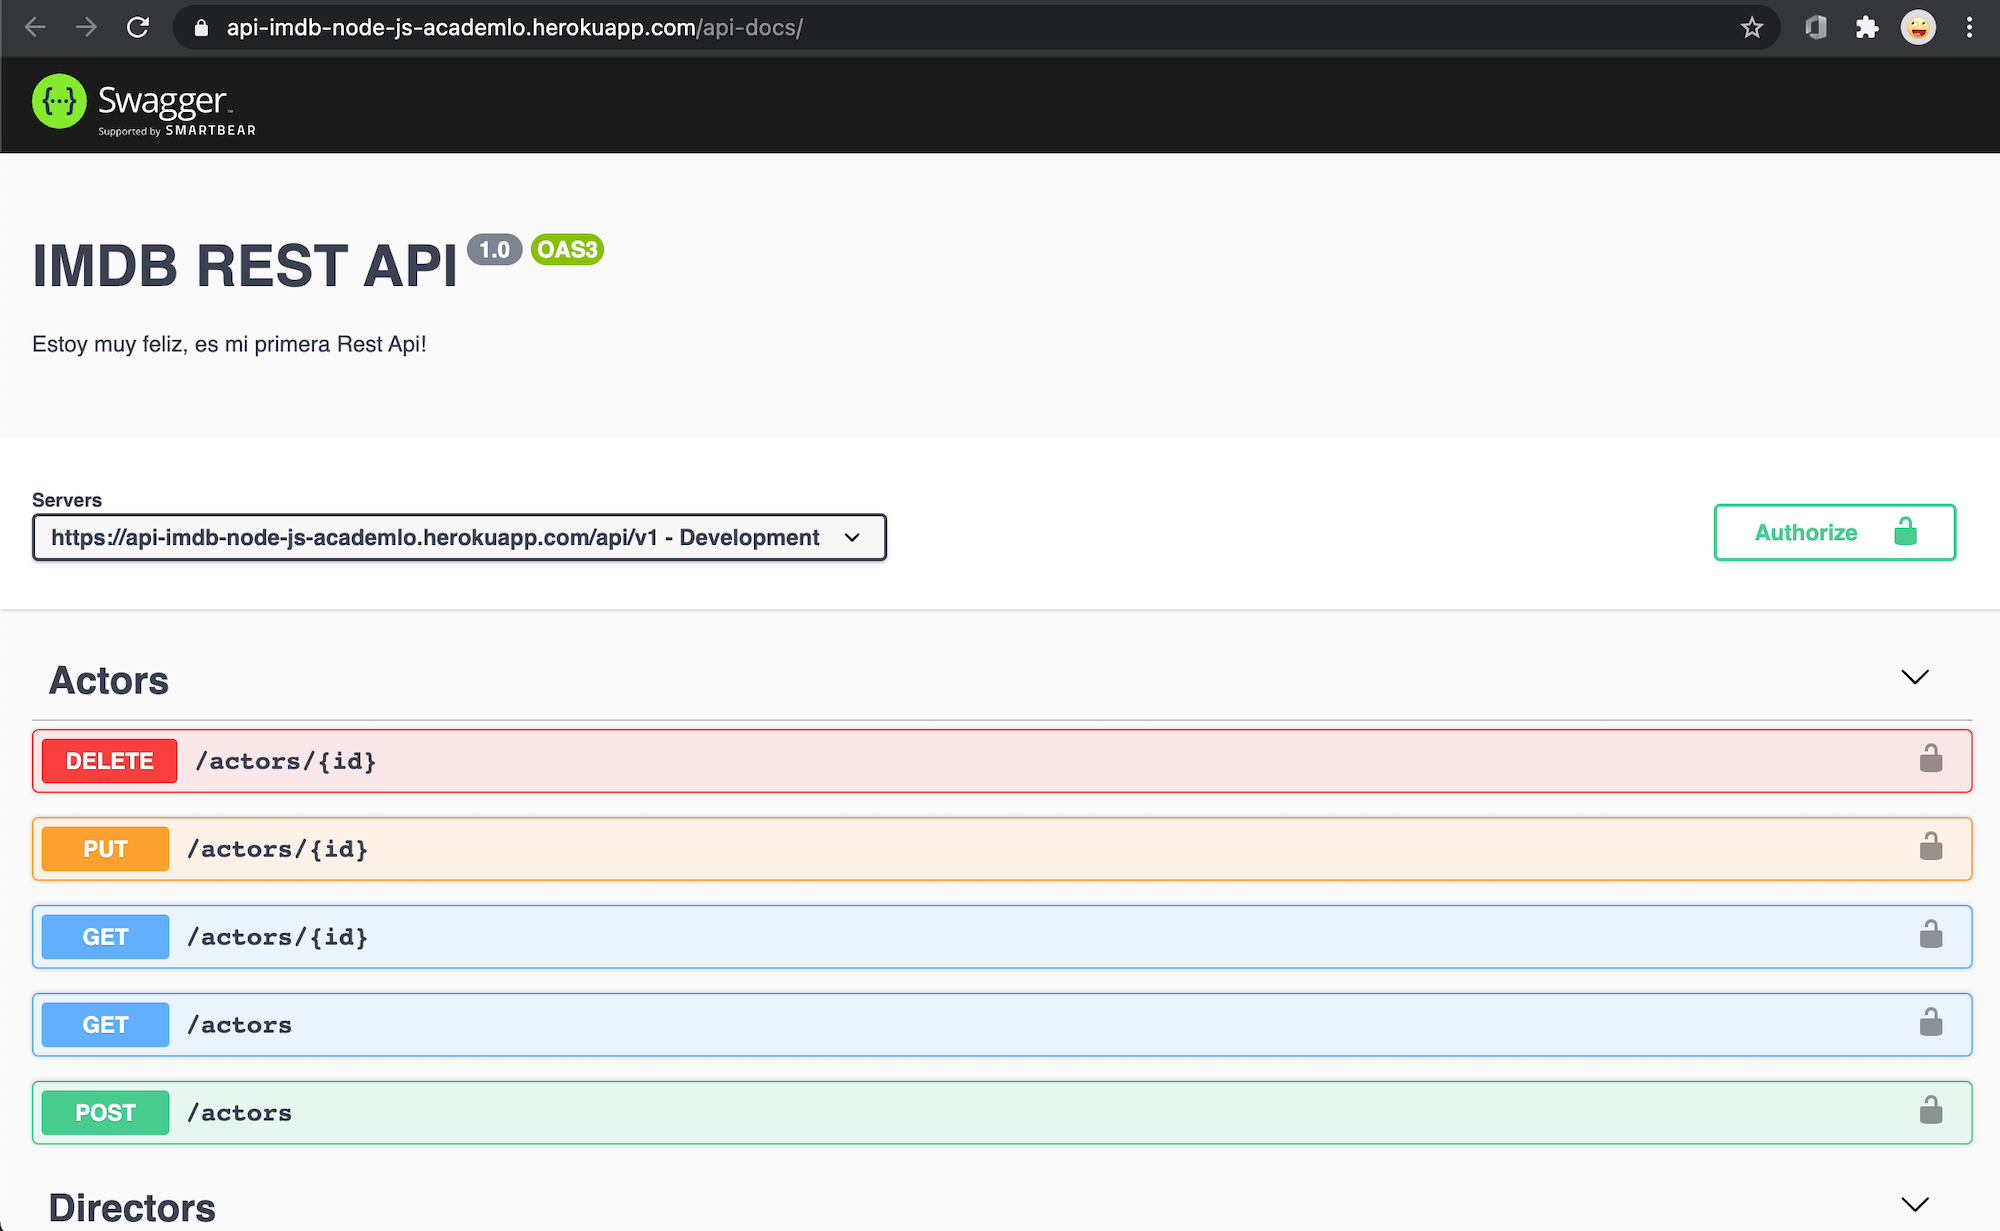 api-imdb-node-js-academlo.herokuapp.com/api-docs/
{···} Swagger™
Supported by SMARTBEAR
IMDB REST API 1.0 OAS3
Estoy muy feliz, es mi primera Rest Api!
Servers
https://api-imdb-node-js-academlo.herokuapp.com/api/v1 - Development
Authorize
Actors
DELETE /actors/{id}
PUT /actors/{id}
GET /actors/{id}
GET /actors
POST /actors
Directors